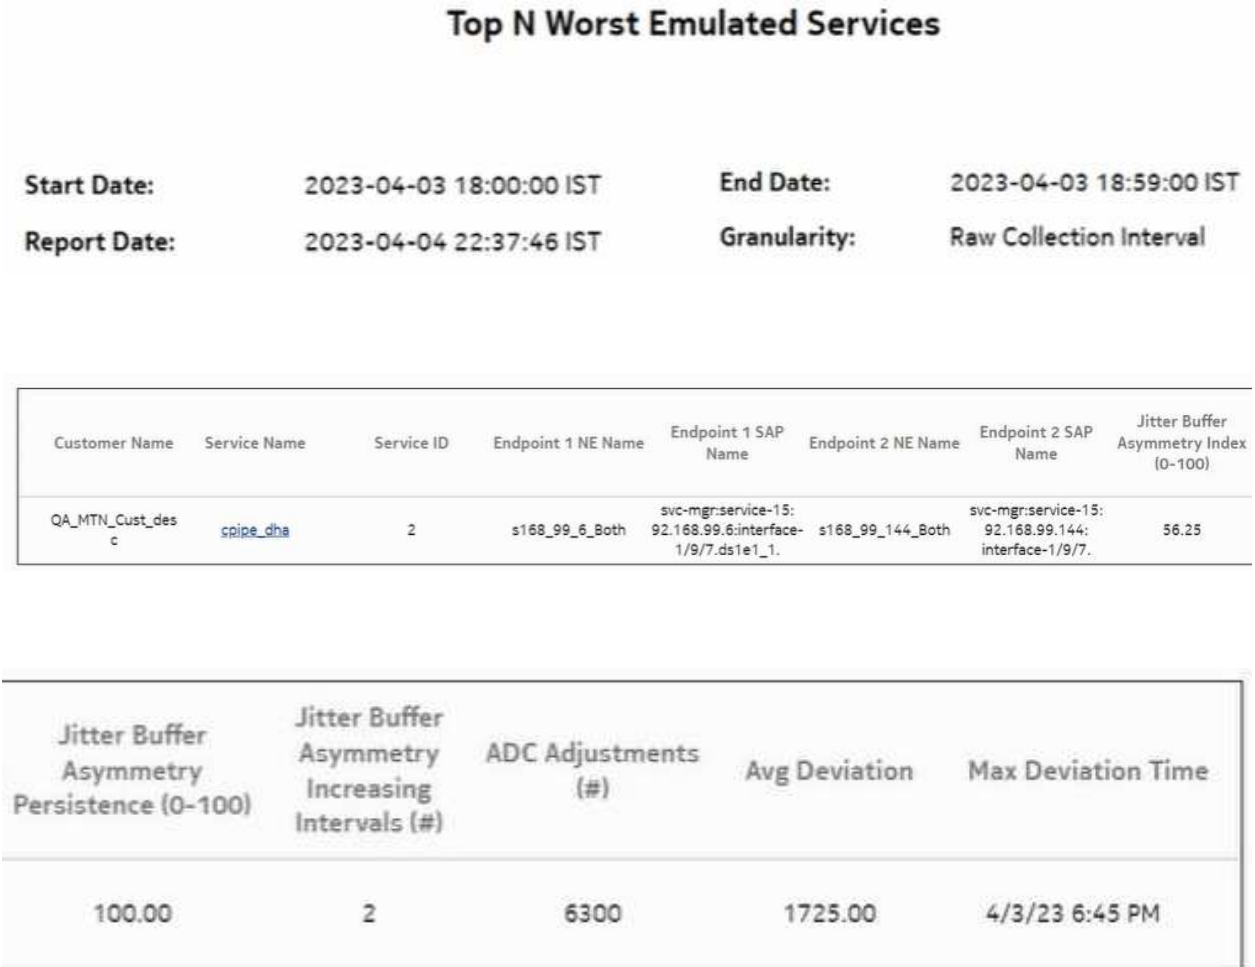 Top N Worst Emulated Services
Start Date: 2023-04-03 18:00:00 IST End Date: 2023-04-03 18:59:00 IST
Report Date: 2023-04-04 22:37:46 IST Granularity: Raw Collection Interval
Customer Name
Service Name
Service ID
Endpoint 1 NE Name
Endpoint 1 SAP
Name
Endpoint 2 NE Name
Endpoint 2 SAP
Name
Jitter Buffer
Asymmetry Index
(0-100)
QA_MTN_Cust_des
c
cpipe_dha
2
s168_99_6_Both
svc-mgr:service-15:
92.168.99.6:interface-
1/9/7.ds1e1_1.
s168_99_144_Both
svc-mgr:service-15:
92.168.99.144:
interface-1/9/7.
56.25
Jitter Buffer
Asymmetry
Persistence (0-100)
Jitter Buffer
Asymmetry
Increasing
Intervals (#)
ADC Adjustments
(#)
Avg Deviation
Max Deviation Time
100.00
2
6300
1725.00
4/3/23 6:45 PM